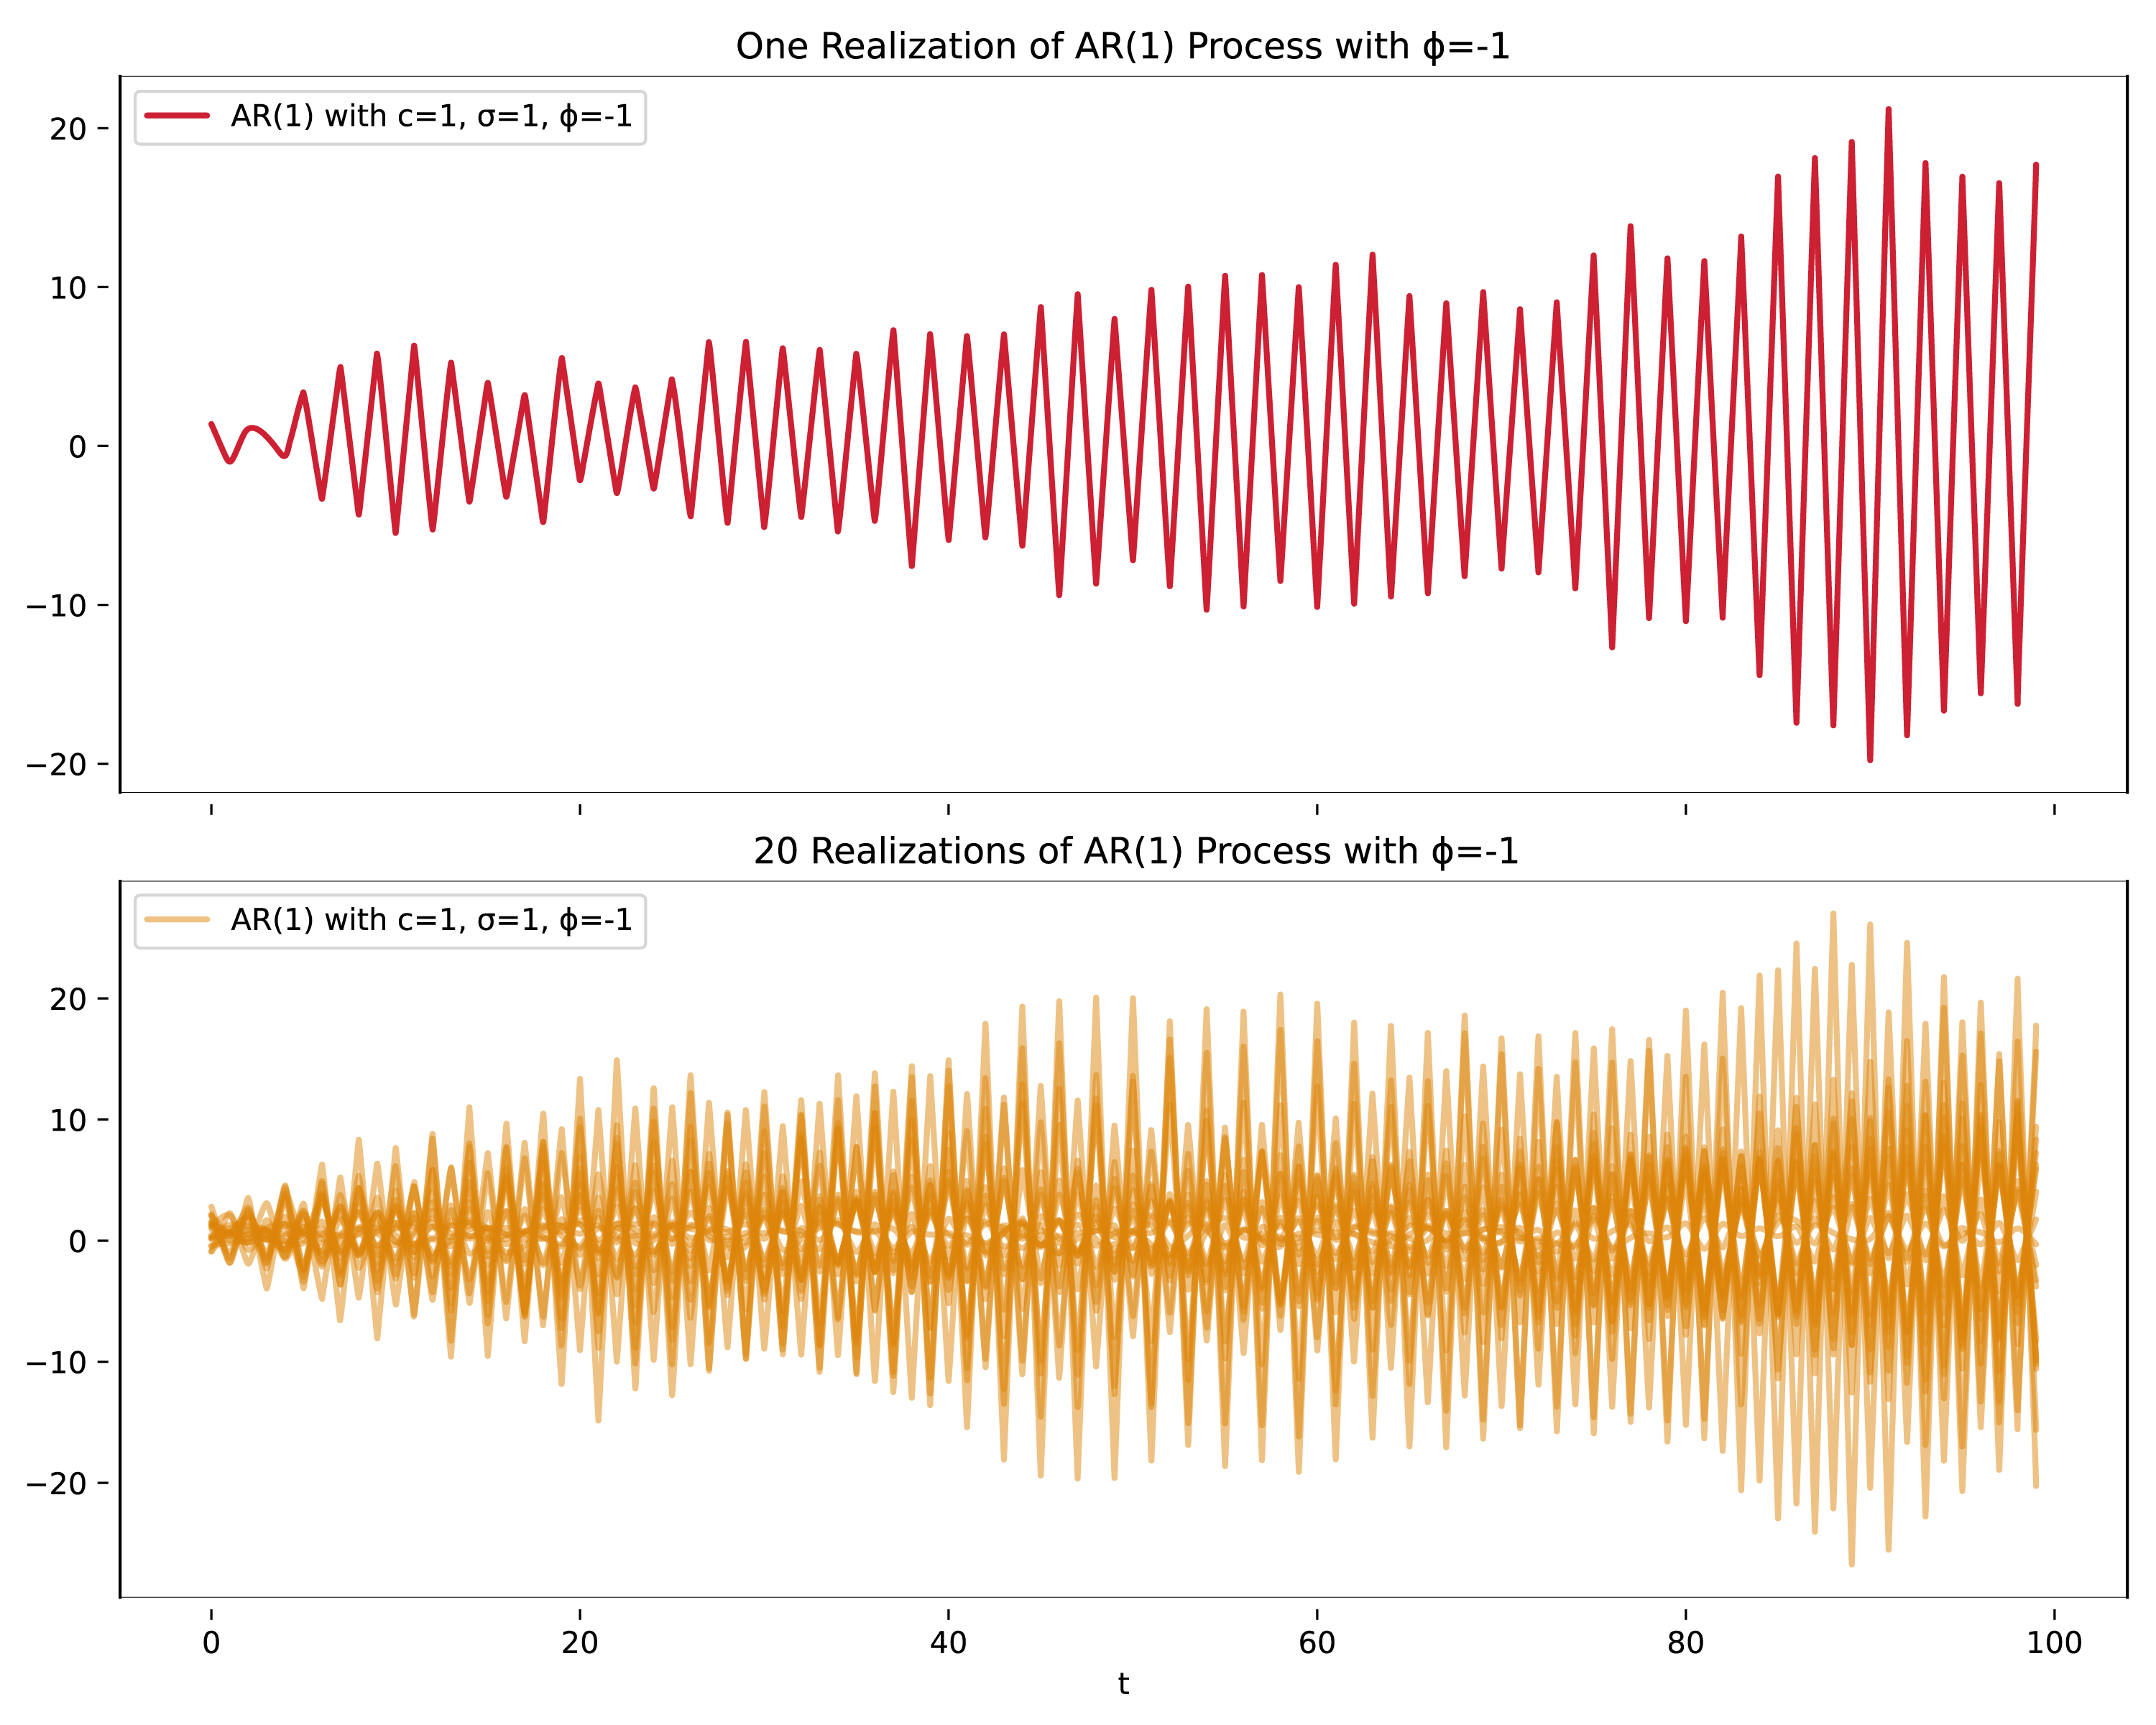 One Realization of AR(1) Process with ϕ=-1
AR(1) with c=1, σ=1, ϕ=-1
20
10
0
−10
−20
20 Realizations of AR(1) Process with ϕ=-1
AR(1) with c=1, σ=1, ϕ=-1
20
10
0
−10
−20
0 20 40 60 80 100
t